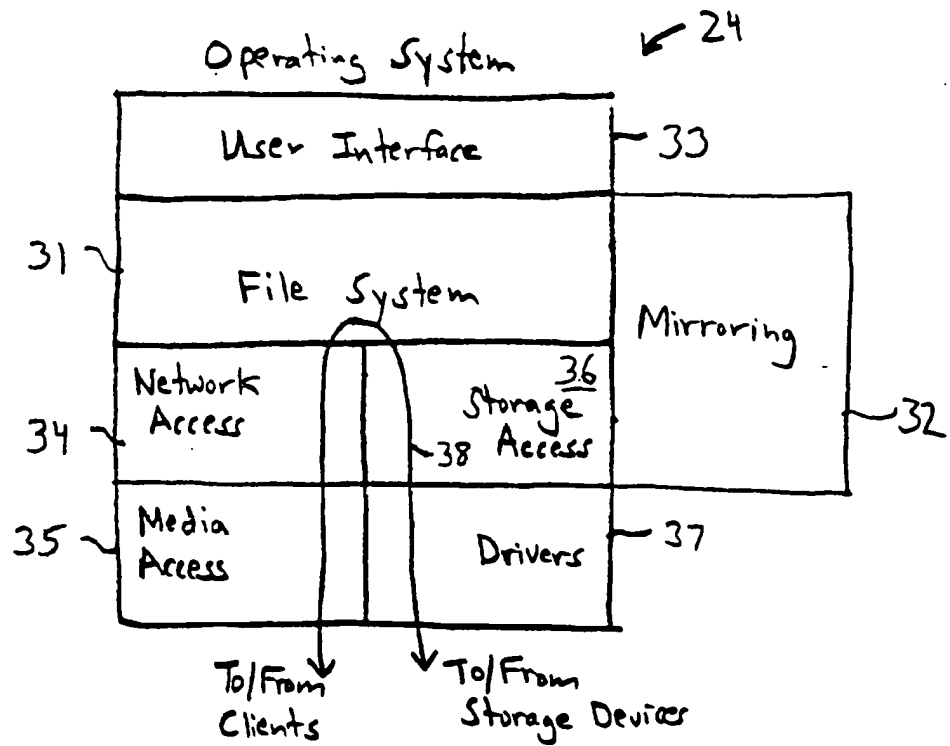 24
Operating System
User Interface
33
31
File System
Mirroring
Network
Access
36
Storage
Access
34
38
32
Media
Access
35
Drivers
37
To/From
Clients
To/From
Storage Devices